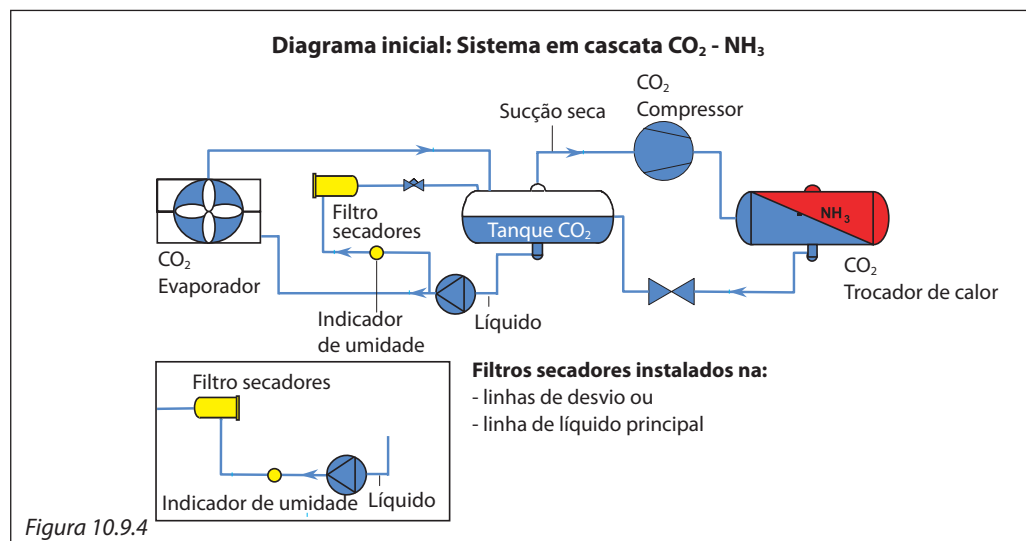 Diagrama inicial: Sistema em cascata CO₂ - NH₃
CO₂
Compressor
Sucção seca
Filtro
secadores
Tanque CO₂
NH₃
CO₂
Evaporador
CO₂
Trocador de calor
Indicador
de umidade
Líquido
Filtro secadores
Indicador de umidade
Líquido
Filtros secadores instalados na:
- linhas de desvio ou
- linha de líquido principal
Figura 10.9.4